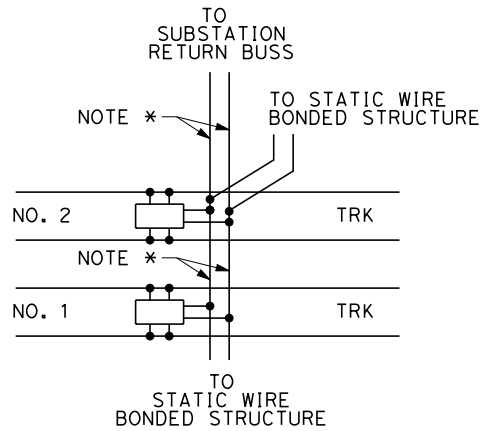 TO
SUBSTATION
RETURN BUSS
TO STATIC WIRE
BONDED STRUCTURE
NOTE *
NO. 2 TRK
NOTE *
NO. 1 TRK
TO
STATIC WIRE
BONDED STRUCTURE